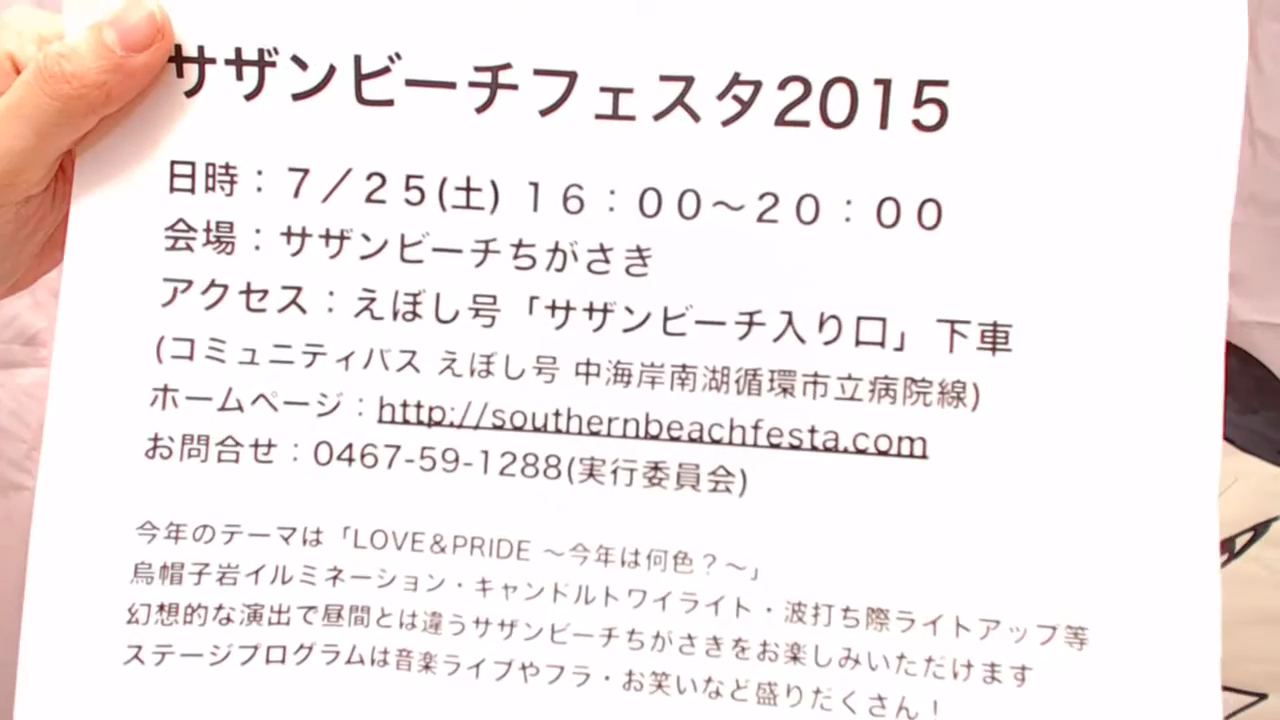 サザンビーチフェスタ2015
日時：７／２５(土) １６：００～２０：００
会場：サザンビーチちがさき
アクセス：えぼし号「サザンビーチ入り口」下車
(コミュニティバス えぼし号 中海岸南湖循環市立病院線)
ホームページ：http://southernbeachfesta.com
お問合せ：0467-59-1288(実行委員会)
今年のテーマは「LOVE&PRIDE ～今年は何色？～」
烏帽子岩イルミネーション・キャンドルトワイライト・波打ち際ライトアップ等
幻想的な演出で昼間とは違うサザンビーチちがさきをお楽しみいただけます
ステージプログラムは音楽ライブやフラ・お笑いなど盛りだくさん！